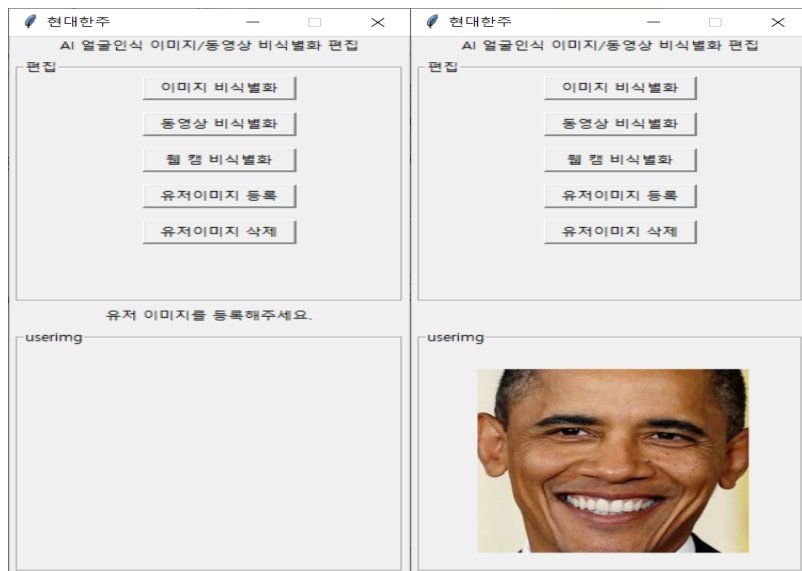 현대한주
AI 얼굴인식 이미지/동영상 비식별화 편집
편집
이미지 비식별화
동영상 비식별화
웹 캠 비식별화
유저이미지 등록
유저이미지 삭제
유저 이미지를 등록해주세요.
userimg
현대한주
AI 얼굴인식 이미지/동영상 비식별화 편집
편집
이미지 비식별화
동영상 비식별화
웹 캠 비식별화
유저이미지 등록
유저이미지 삭제
userimg